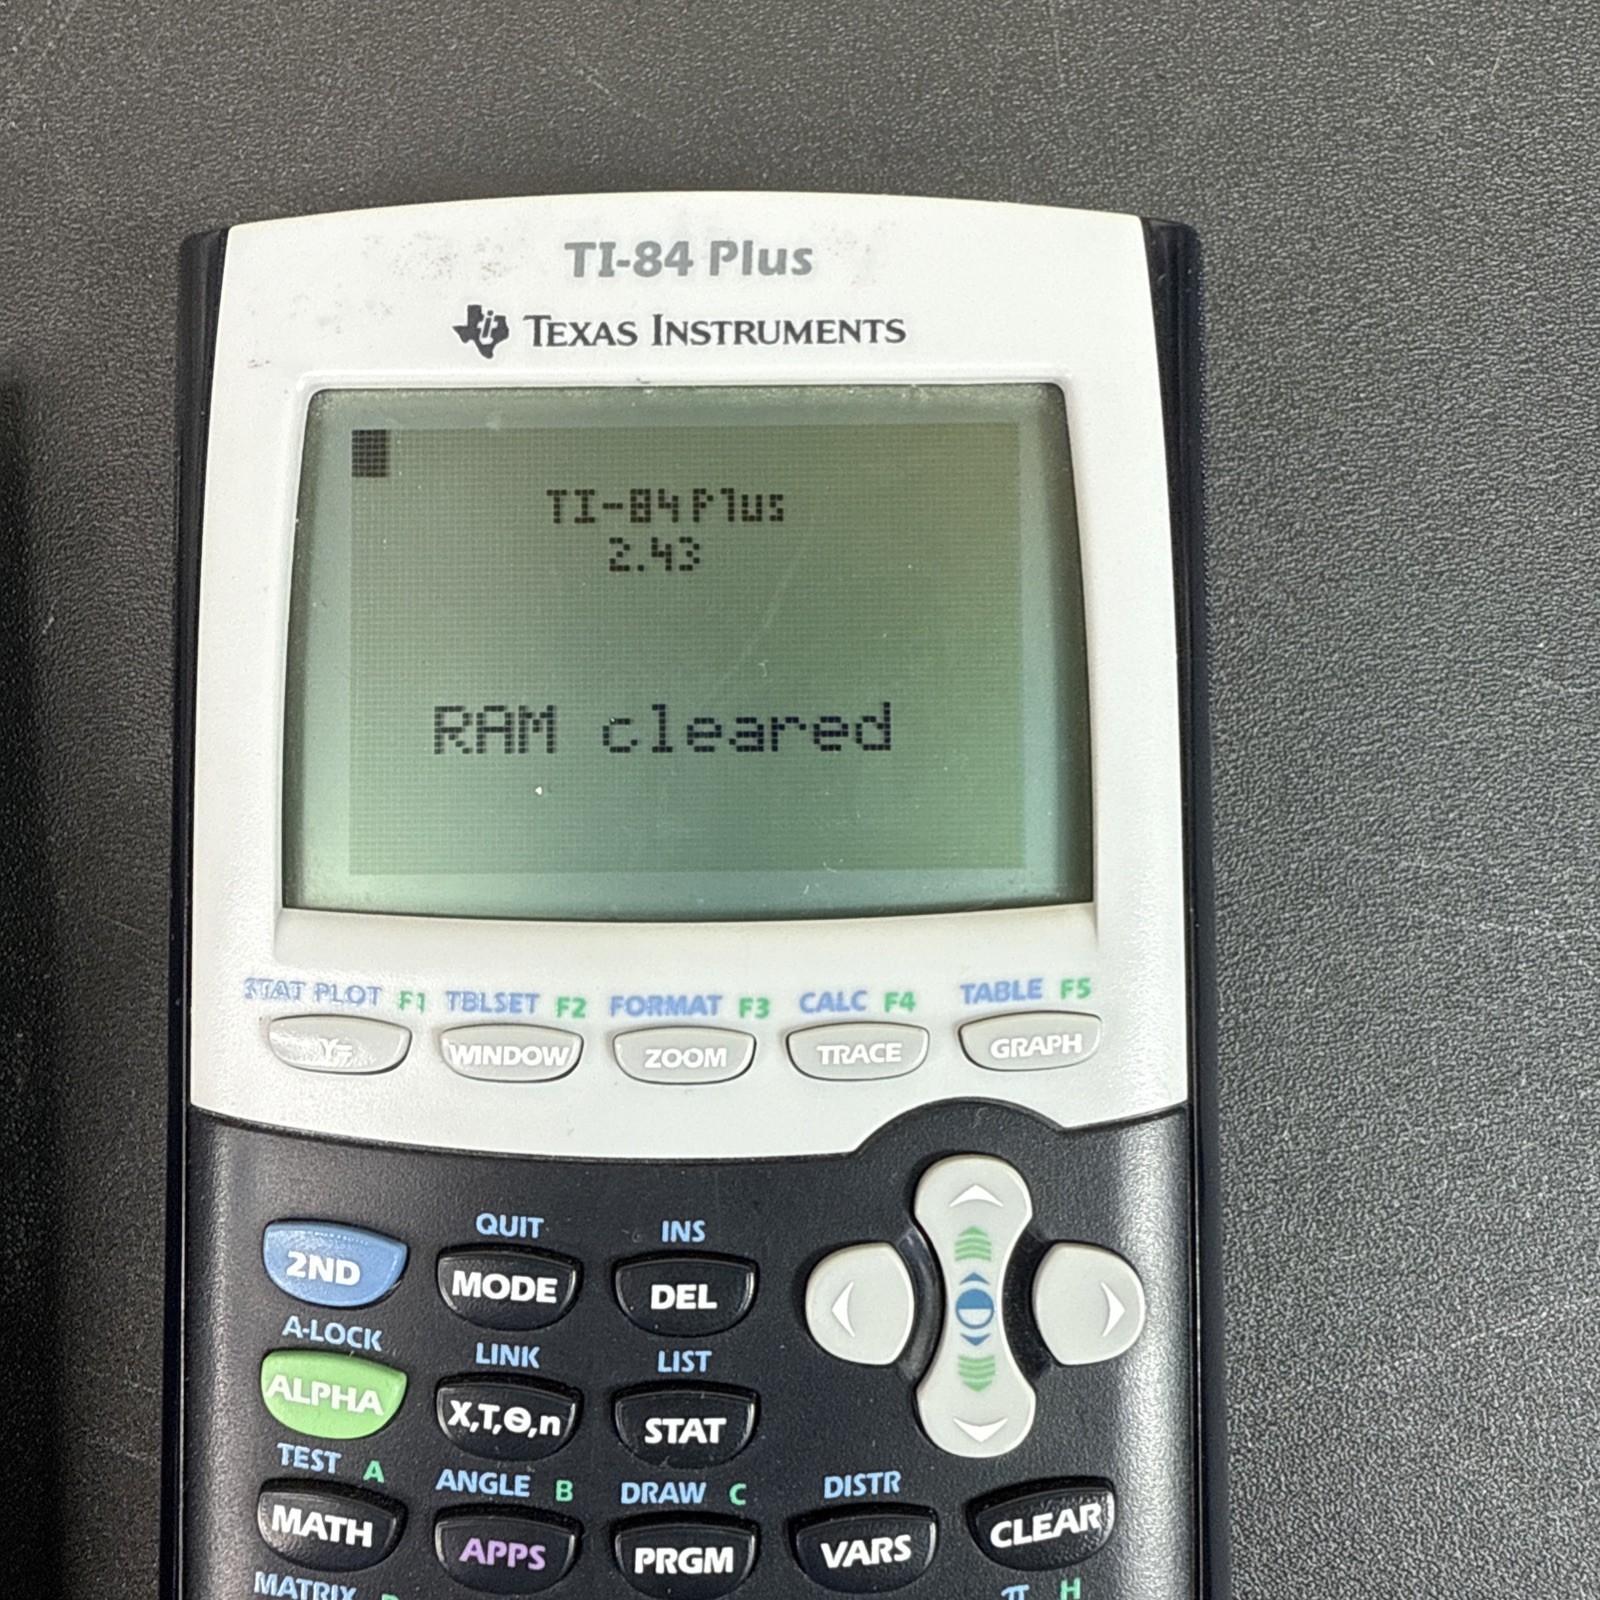 TI-84 Plus
TEXAS INSTRUMENTS
TI-84 Plus
2.43
RAM cleared
STAT PLOT F1 TBLSET F2 FORMAT F3 CALC F4 TABLE F5
Y= WINDOW ZOOM TRACE GRAPH
QUIT INS
2ND MODE DEL
A-LOCK LINK LIST
ALPHA X,T,Θ,n STAT
TEST A ANGLE B DRAW C DISTR
MATH APPS PRGM VARS CLEAR
MATRIX π H